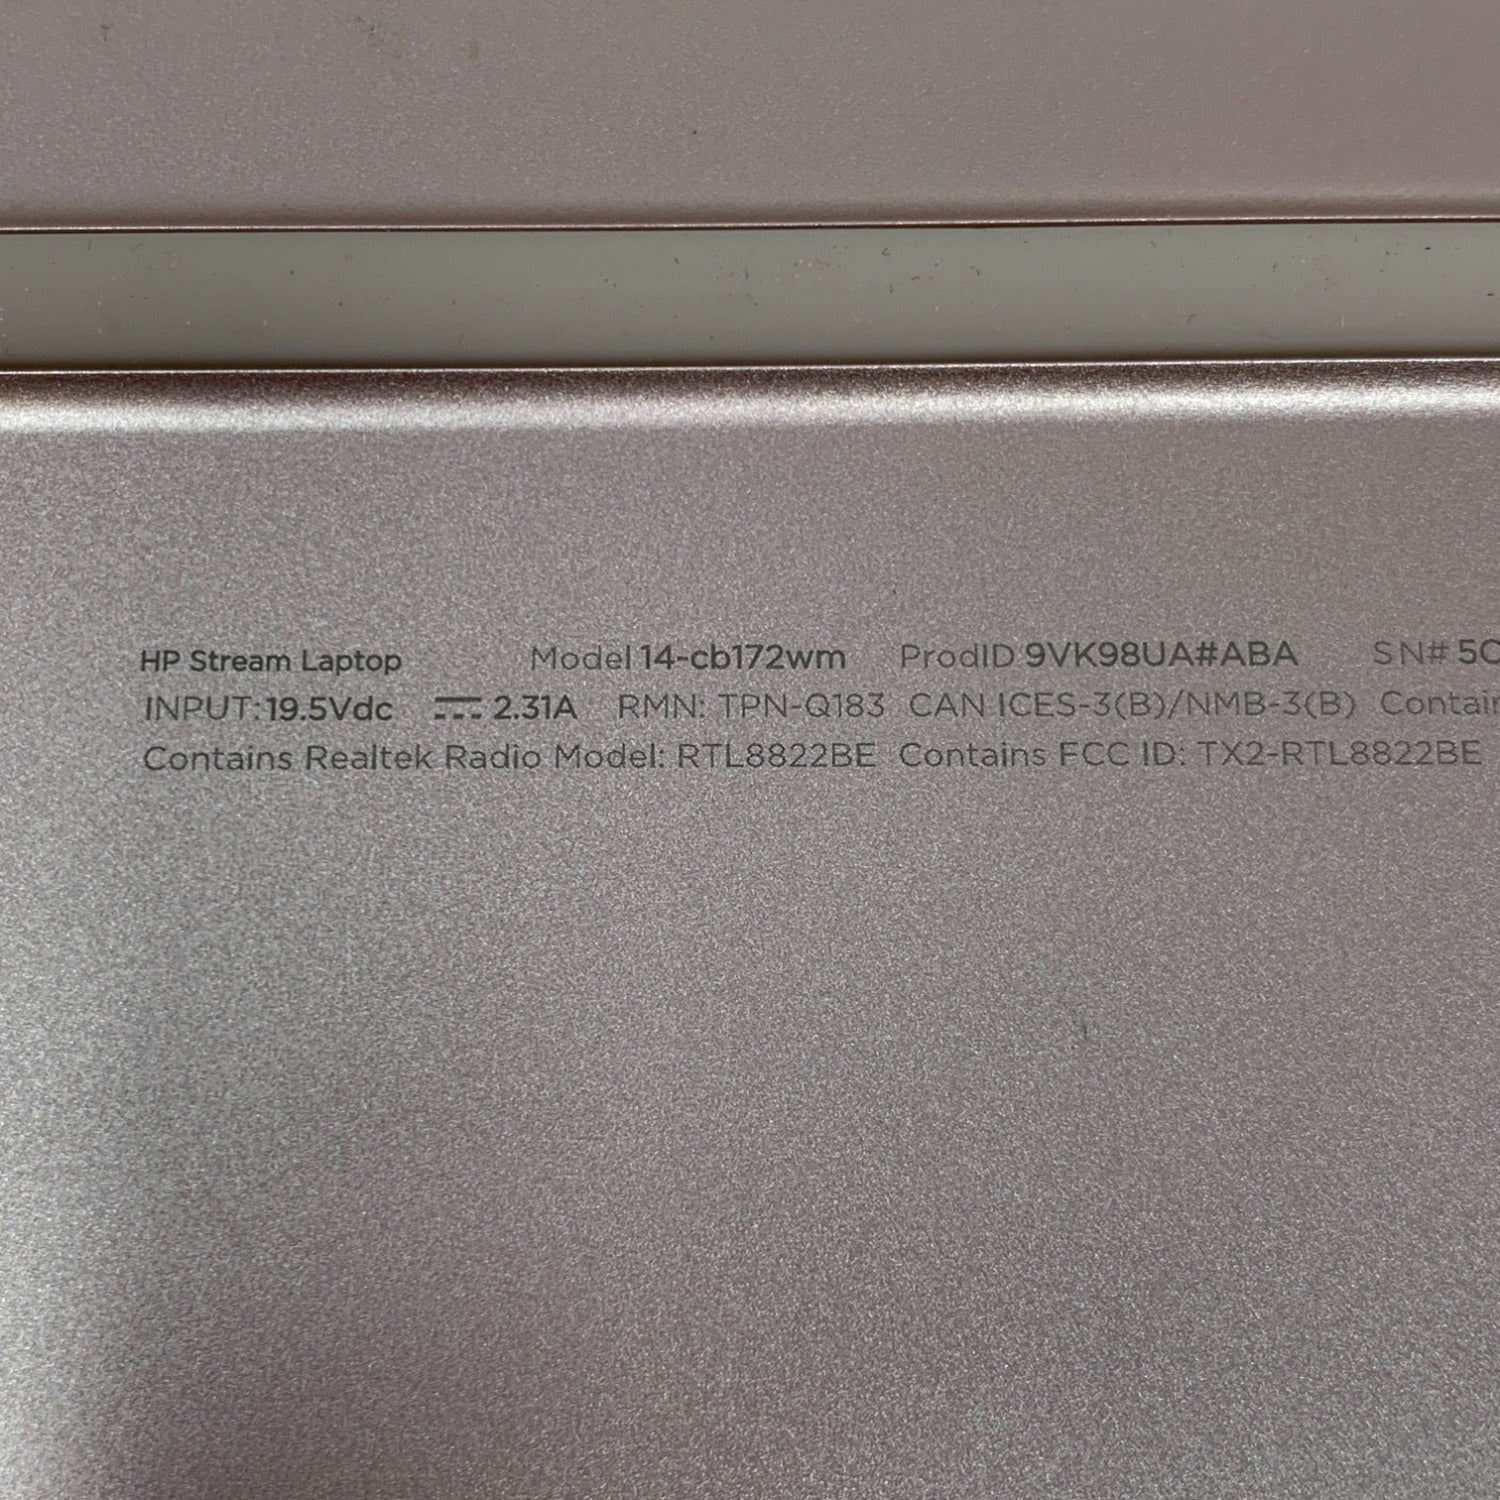 HP Stream Laptop Model 14-cb172wm ProdID 9VK98UA#ABA SN#
INPUT: 19.5Vdc 2.31A RMN: TPN-Q183 CAN ICES-3(B)/NMB-3(B)
Contains Realtek Radio Model: RTL8822BE Contains FCC ID: TX2-RTL8822BE